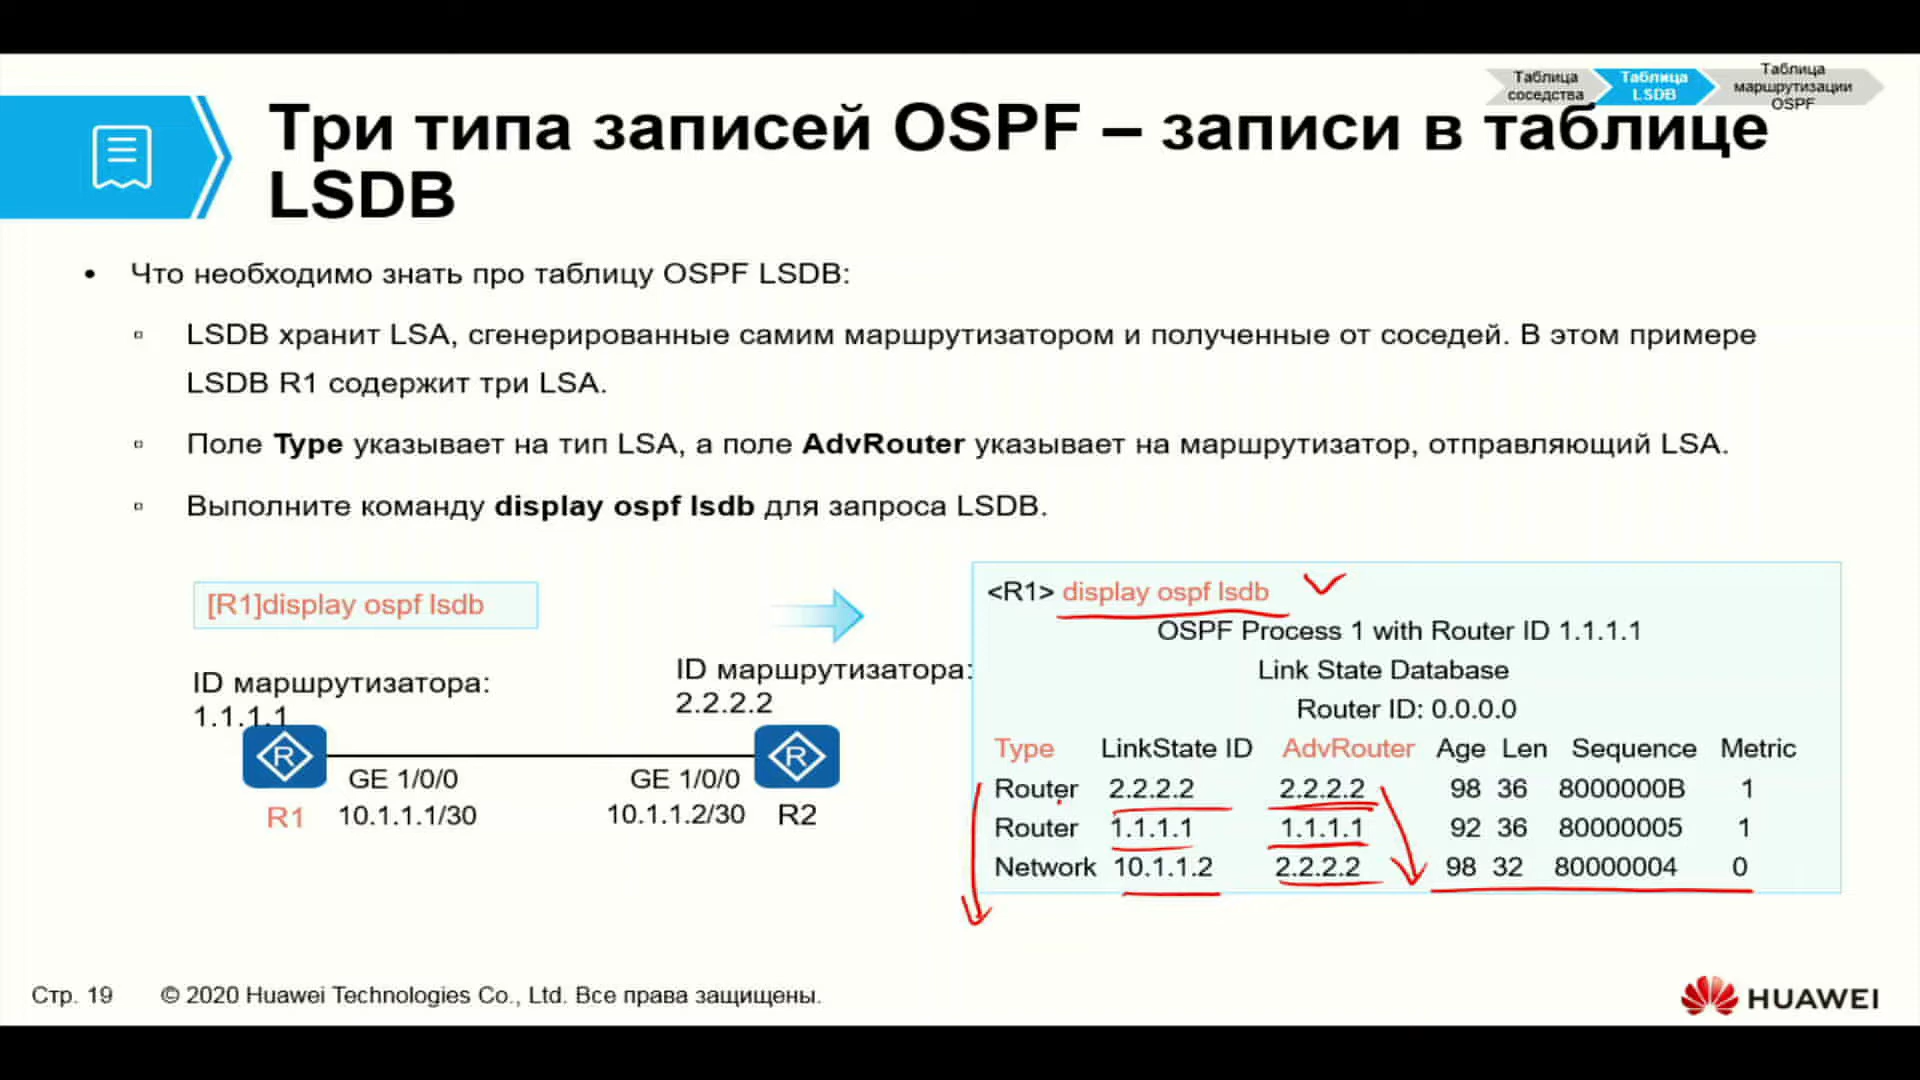 Таблица
соседства
Таблица
LSDB
Таблица
маршрутизации
OSPF
Три типа записей OSPF – записи в таблице
LSDB
• Что необходимо знать про таблицу OSPF LSDB:
▫ LSDB хранит LSA, сгенерированные самим маршрутизатором и полученные от соседей. В этом примере
LSDB R1 содержит три LSA.
▫ Поле Type указывает на тип LSA, а поле AdvRouter указывает на маршрутизатор, отправляющий LSA.
▫ Выполните команду display ospf lsdb для запроса LSDB.
[R1]display ospf lsdb
ID маршрутизатора:
1.1.1.1
ID маршрутизатора:
2.2.2.2
R
R
GE 1/0/0
GE 1/0/0
R1
10.1.1.1/30
10.1.1.2/30
R2
<R1> display ospf lsdb
OSPF Process 1 with Router ID 1.1.1.1
Link State Database
Router ID: 0.0.0.0
Type LinkState ID AdvRouter Age Len Sequence Metric
Router 2.2.2.2 2.2.2.2 98 36 8000000B 1
Router 1.1.1.1 1.1.1.1 92 36 80000005 1
Network 10.1.1.2 2.2.2.2 98 32 80000004 0
Стр. 19 © 2020 Huawei Technologies Co., Ltd. Все права защищены.
HUAWEI